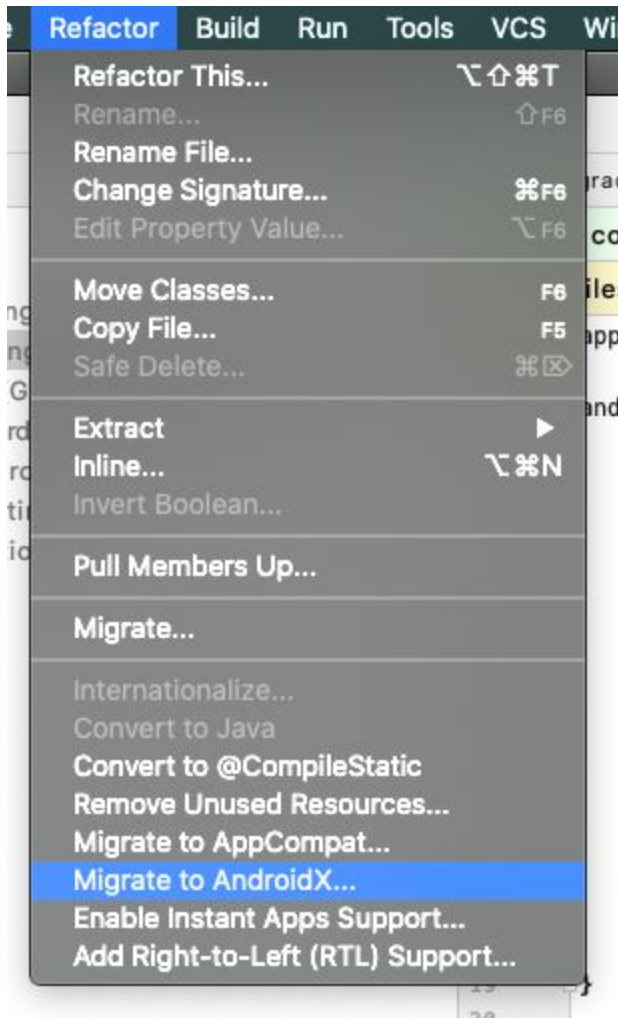 Refactor Build Run Tools VCS
Refactor This... ⌥⇧⌘T
Rename... ⇧F6
Rename File...
Change Signature... ⌘F6
Edit Property Value... ⌥F6
Move Classes... F6
Copy File... F5
Safe Delete... ⌘⌦
Extract ▶
Inline... ⌥⌘N
Invert Boolean...
Pull Members Up...
Migrate...
Internationalize...
Convert to Java
Convert to @CompileStatic
Remove Unused Resources...
Migrate to AppCompat...
Migrate to AndroidX...
Enable Instant Apps Support...
Add Right-to-Left (RTL) Support...
}